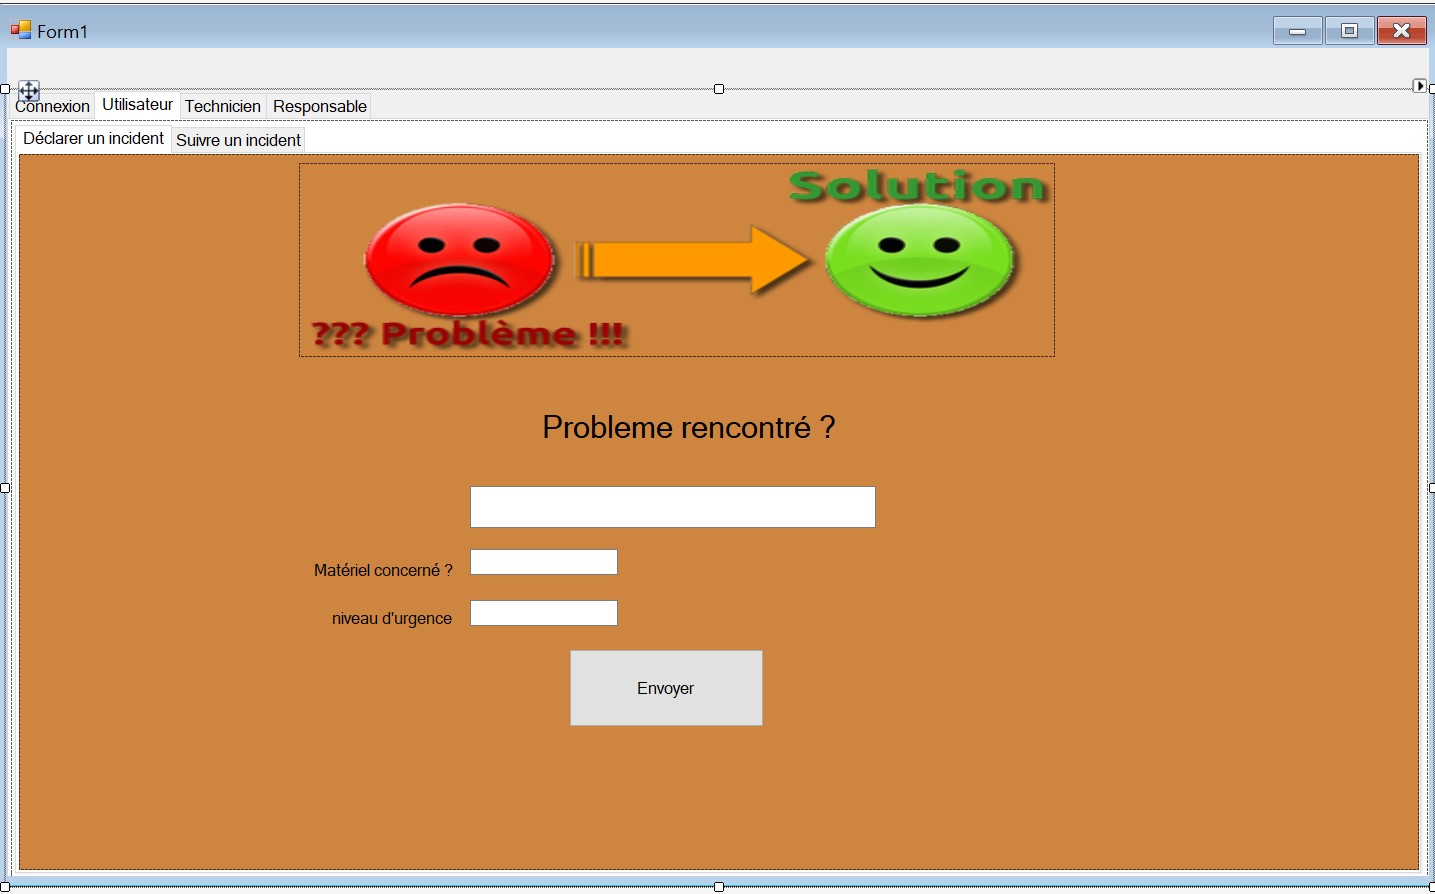 Form1
Connexion Utilisateur Technicien Responsable
Déclarer un incident Suivre un incident
Solution
??? Problème !!!
Probleme rencontré ?
Matériel concerné ?
niveau d'urgence
Envoyer